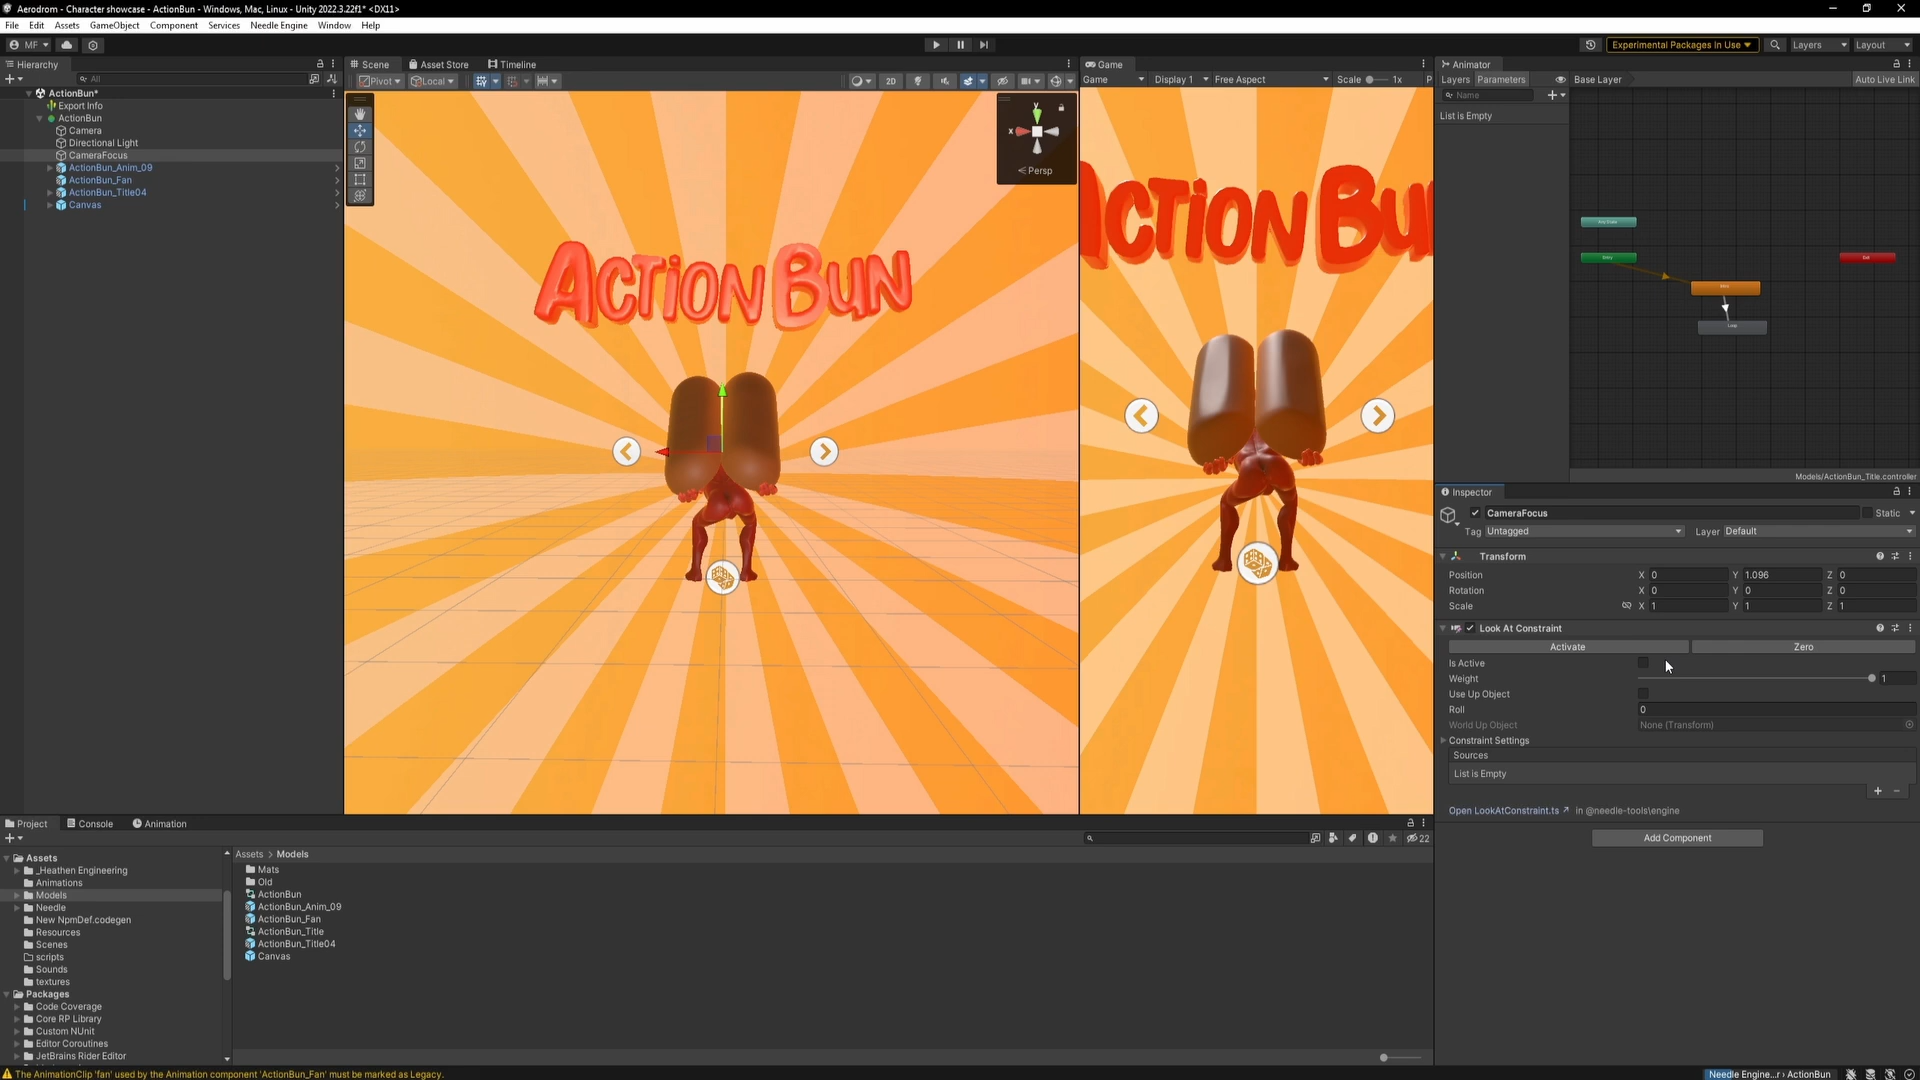 Aerodrom - Character showcase - ActionBun - Windows, Mac, Linux - Unity 2022.3.22f1* <DX11>
File Edit Assets GameObject Component Services Needle Engine Window Help
MF
Experimental Packages In Use
Layers
Layout
Hierarchy
All
ActionBun*
Export Info
ActionBun
Camera
Directional Light
CameraFocus
ActionBun_Anim_09
ActionBun_Fan
ActionBun_Title04
Canvas
Scene Asset Store Timeline
Pivot Local 2D
y
x
Persp
ACTiON BUN
Game
Game Display 1 Free Aspect Scale 1x P
ACTiON BU
Animator
Layers Parameters Base Layer Auto Live Link
Name
List is Empty
Any State
Entry
Exit
Loop
Models/ActionBun_Title.controller
Inspector
CameraFocus Static
Tag Untagged Layer Default
Transform
Position X 0 Y 1.096 Z 0
Rotation X 0 Y 0 Z 0
Scale X 1 Y 1 Z 1
Look At Constraint
Activate Zero
Is Active
Weight 1
Use Up Object
Roll 0
World Up Object None (Transform)
Constraint Settings
Sources
List is Empty
+ -
Open LookAtConstraint.ts in @needle-tools\engine
Add Component
Project Console Animation
22
Assets
_Heathen Engineering
Animations
Models
Needle
New NpmDef.codegen
Resources
Scenes
scripts
Sounds
textures
Packages
Code Coverage
Core RP Library
Custom NUnit
Editor Coroutines
JetBrains Rider Editor
Assets > Models
Mats
Old
ActionBun
ActionBun_Anim_09
ActionBun_Fan
ActionBun_Title
ActionBun_Title04
Canvas
The AnimationClip 'fan' used by the Animation component 'ActionBun_Fan' must be marked as Legacy.
Needle Engine...r › ActionBun